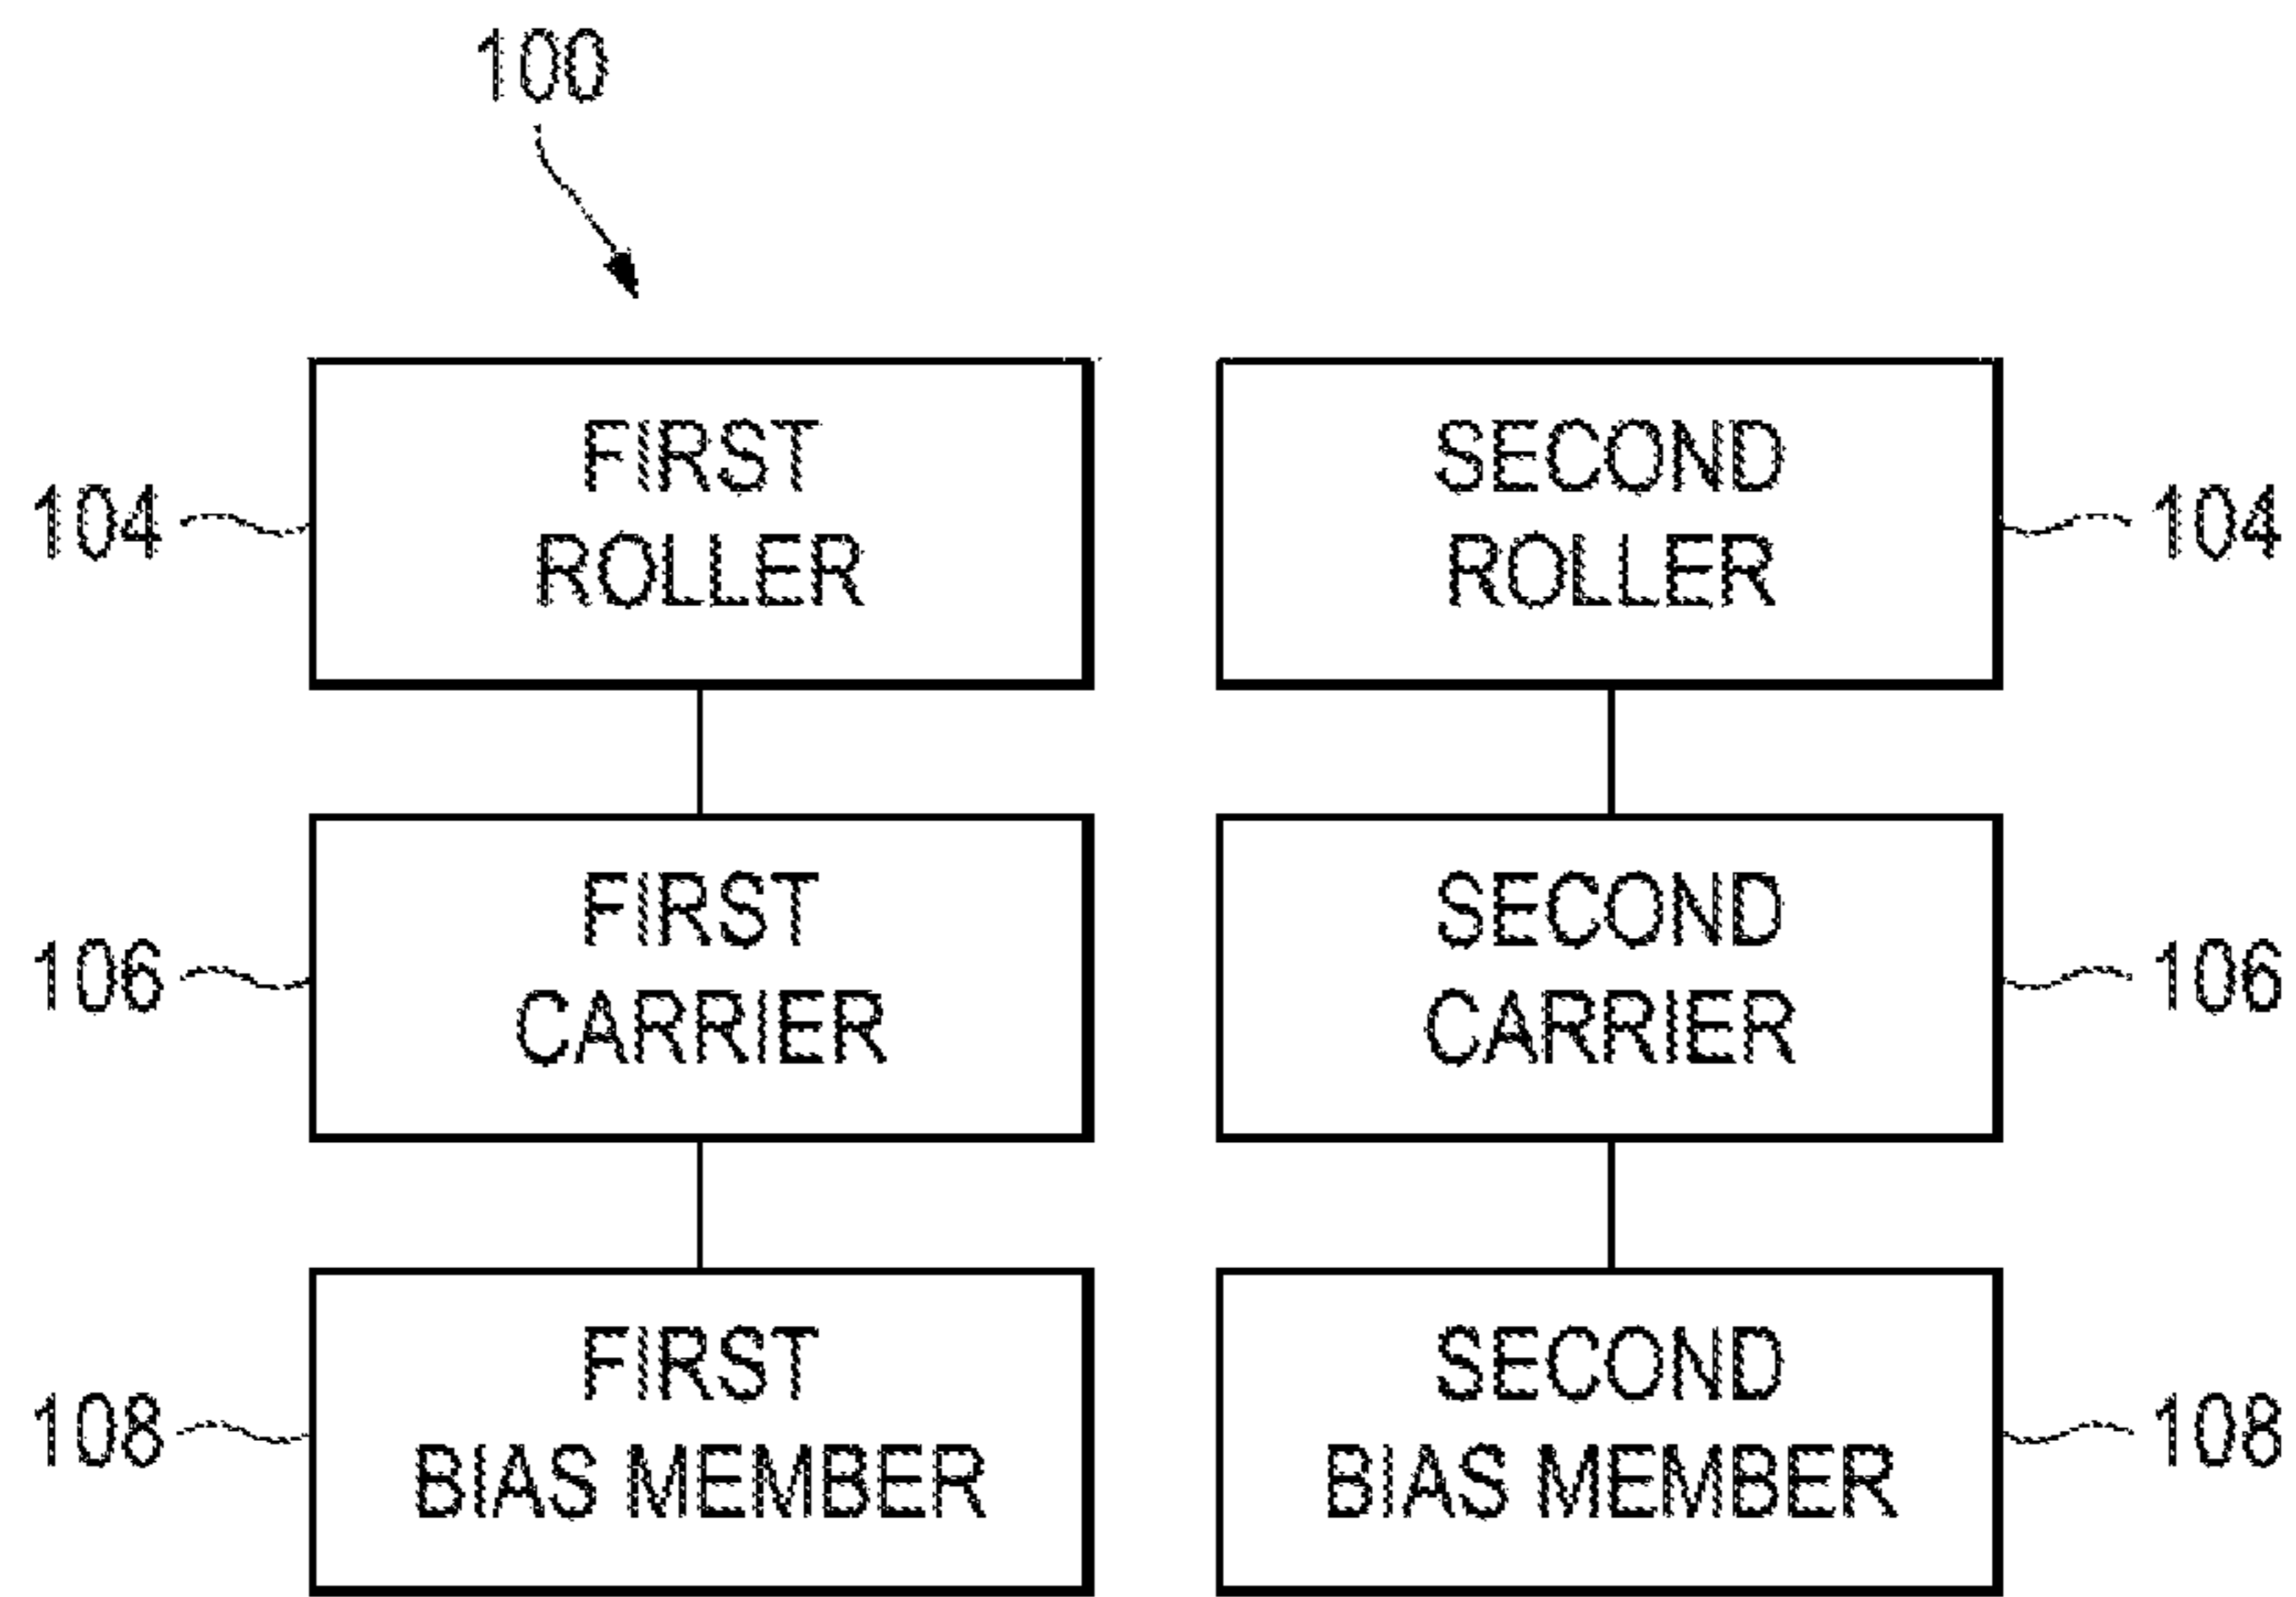 100
104
FIRST
ROLLER
SECOND
ROLLER
104
106
FIRST
CARRIER
SECOND
CARRIER
106
108
FIRST
BIAS MEMBER
SECOND
BIAS MEMBER
108